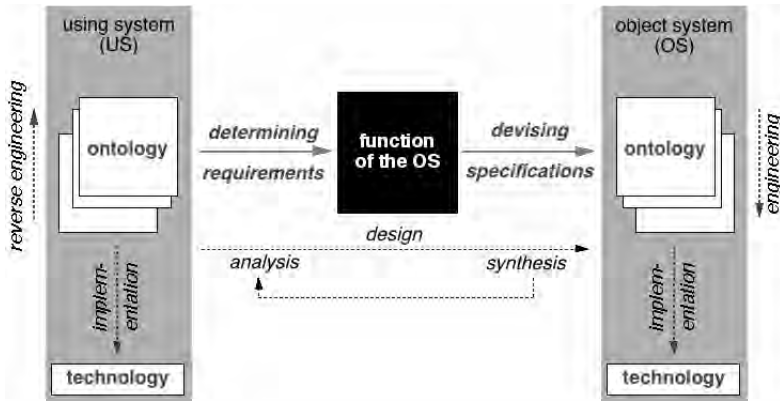 using system
(US)
object system
(OS)
reverse engineering
ontology
determining
requirements
function
of the OS
devising
specifications
ontology
engineering
design
analysis
synthesis
implem-
entation
implem-
entation
technology
technology